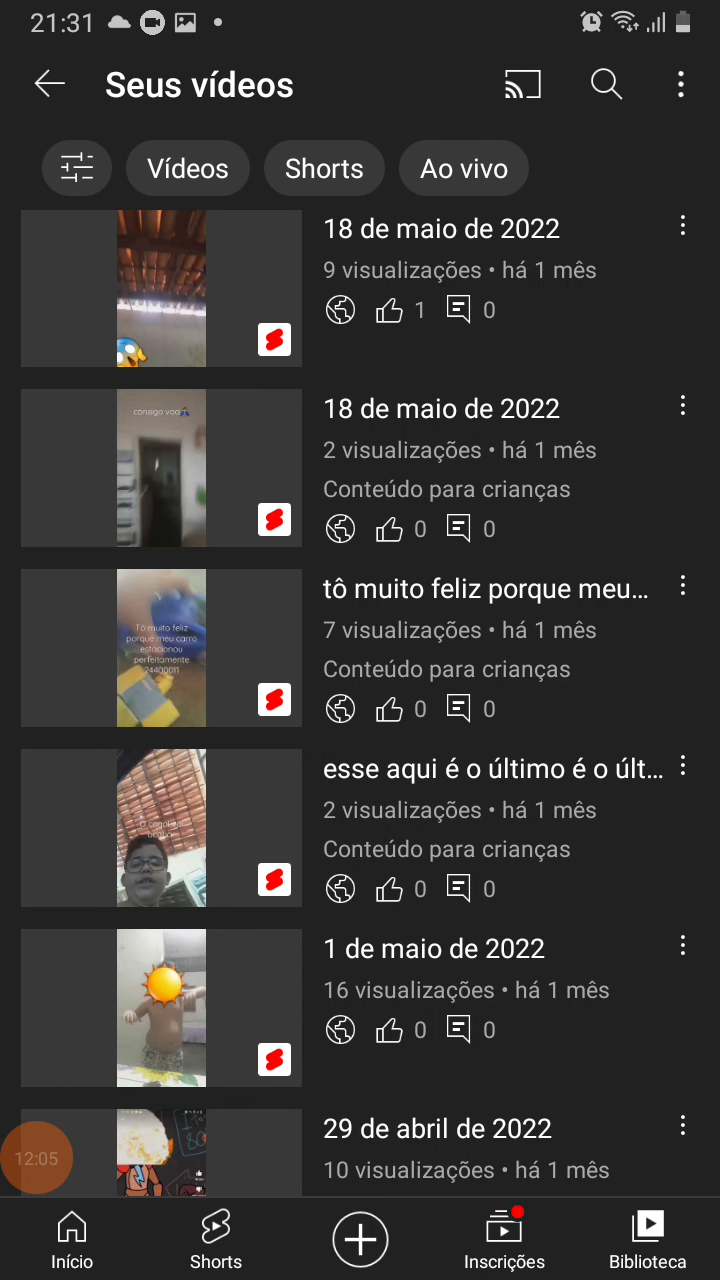 21:31
Seus vídeos
Vídeos
Shorts
Ao vivo
18 de maio de 2022
9 visualizações • há 1 mês
1
0
consigo voa
18 de maio de 2022
2 visualizações • há 1 mês
Conteúdo para crianças
0
0
Tô muito feliz
porque meu carro
estacionou
perfeitamente
24400011
tô muito feliz porque meu...
7 visualizações • há 1 mês
Conteúdo para crianças
0
0
esse aqui é o último é o últ...
2 visualizações • há 1 mês
Conteúdo para crianças
0
0
1 de maio de 2022
16 visualizações • há 1 mês
0
0
29 de abril de 2022
10 visualizações • há 1 mês
12:05
Início
Shorts
Inscrições
Biblioteca